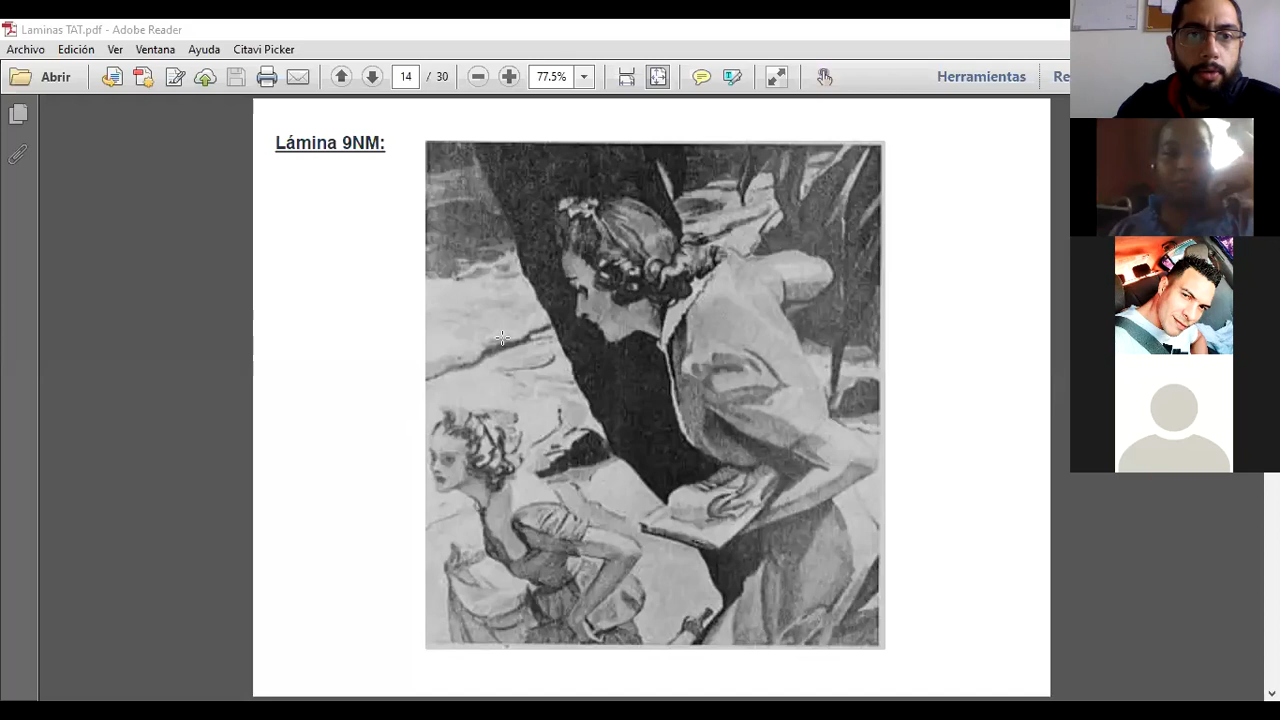 Laminas TAT.pdf - Adobe Reader
Archivo Edición Ver Ventana Ayuda Citavi Picker
Abrir 14 / 30 77.5% Herramientas Re
Lámina 9NM: